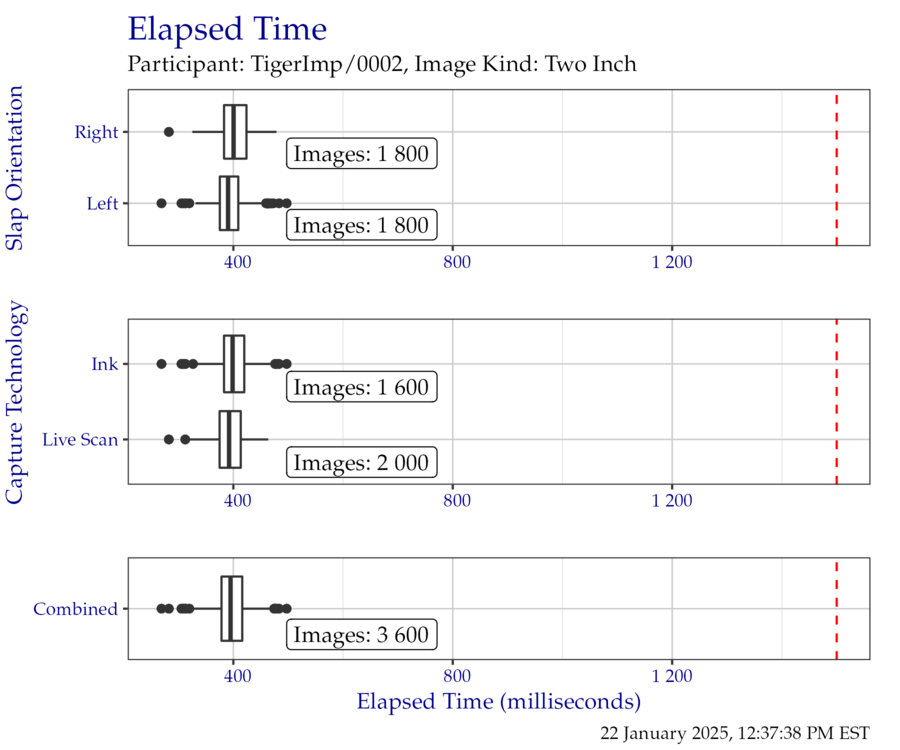 Elapsed Time
Participant: TigerImp/0002, Image Kind: Two Inch
Slap Orientation
Right
Images: 1 800
Left
Images: 1 800
400 800 1 200
Capture Technology
Ink
Images: 1 600
Live Scan
Images: 2 000
400 800 1 200
Combined
Images: 3 600
400 800 1 200
Elapsed Time (milliseconds)
22 January 2025, 12:37:38 PM EST